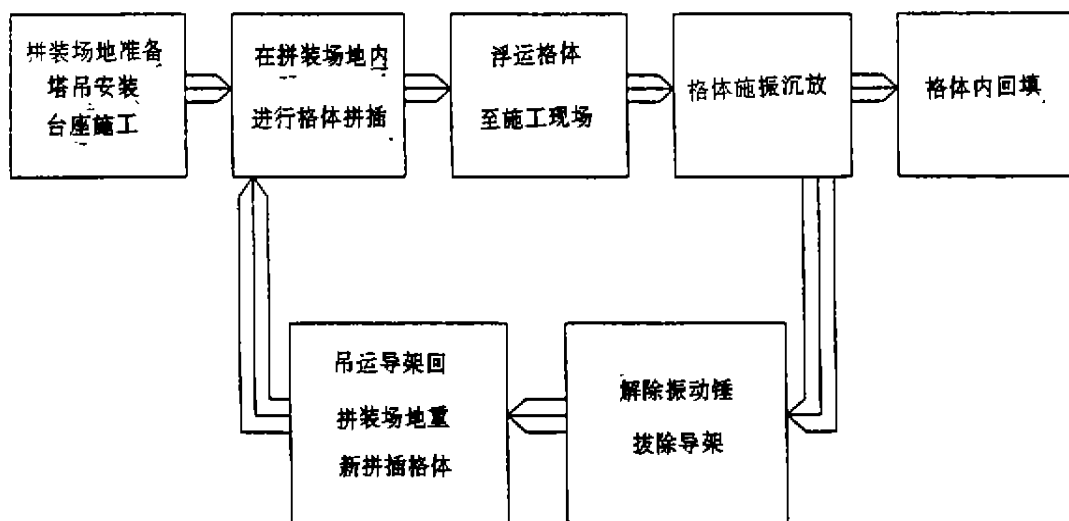 拼装场地准备
塔吊安装
台座施工
在拼装场地内
进行格体拼插
浮运格体
至施工现场
格体施振沉放
格体内回填
吊运导架回
拼装场地重
新拼插格体
解除振动锤
拔除导架